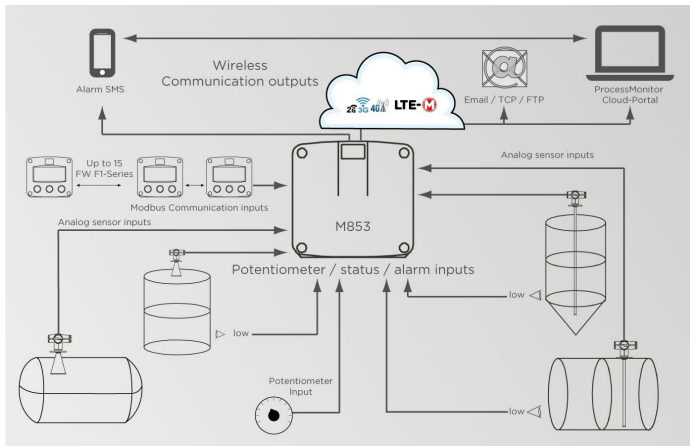 Wireless
Communication outputs
Alarm SMS
2G 3G 4G LTE-M
@
Email / TCP / FTP
ProcessMonitor
Cloud-Portal
Up to 15
FW F1-Series
Modbus Communication inputs
Analog sensor inputs
Analog sensor inputs
M853
Potentiometer / status / alarm inputs
low
low
low
Potentiometer
Input